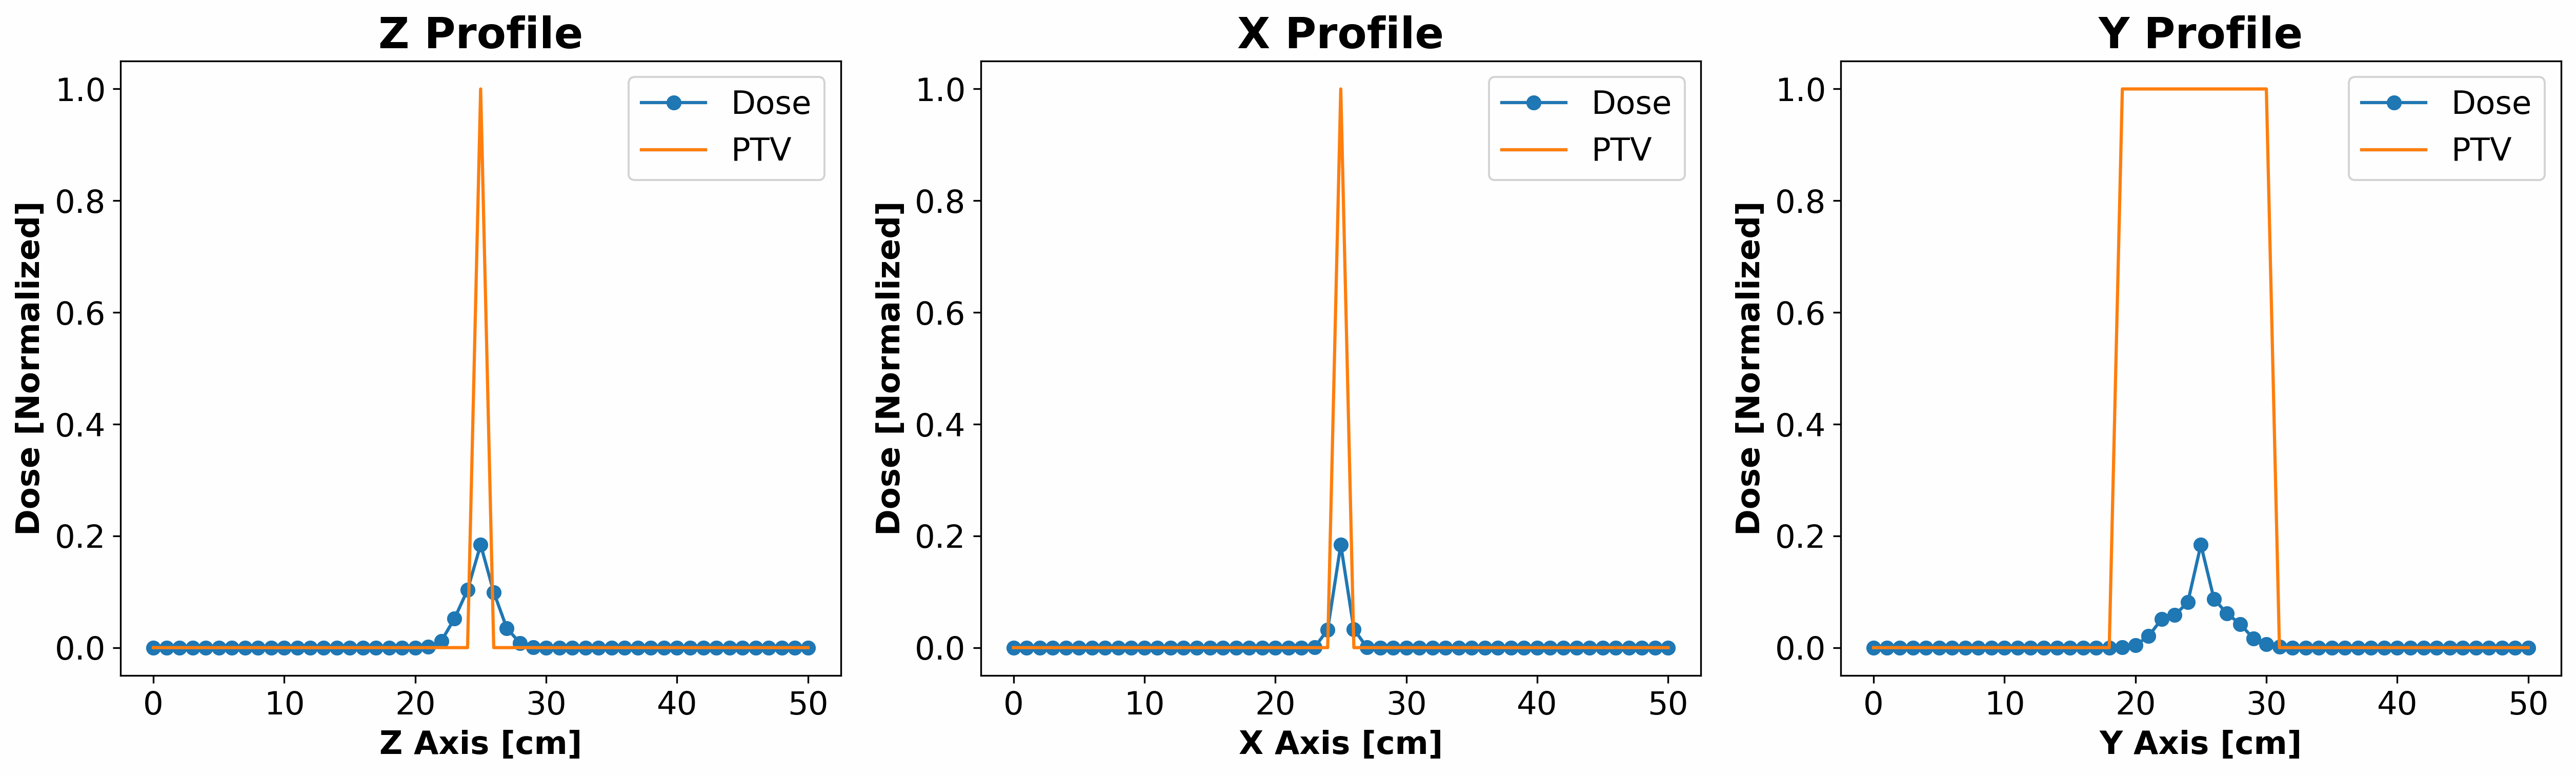 Z Profile
Dose [Normalized]
1.0
0.8
0.6
0.4
0.2
0.0
Dose
PTV
0 10 20 30 40 50
Z Axis [cm]
X Profile
Dose [Normalized]
1.0
0.8
0.6
0.4
0.2
0.0
Dose
PTV
0 10 20 30 40 50
X Axis [cm]
Y Profile
Dose [Normalized]
1.0
0.8
0.6
0.4
0.2
0.0
Dose
PTV
0 10 20 30 40 50
Y Axis [cm]